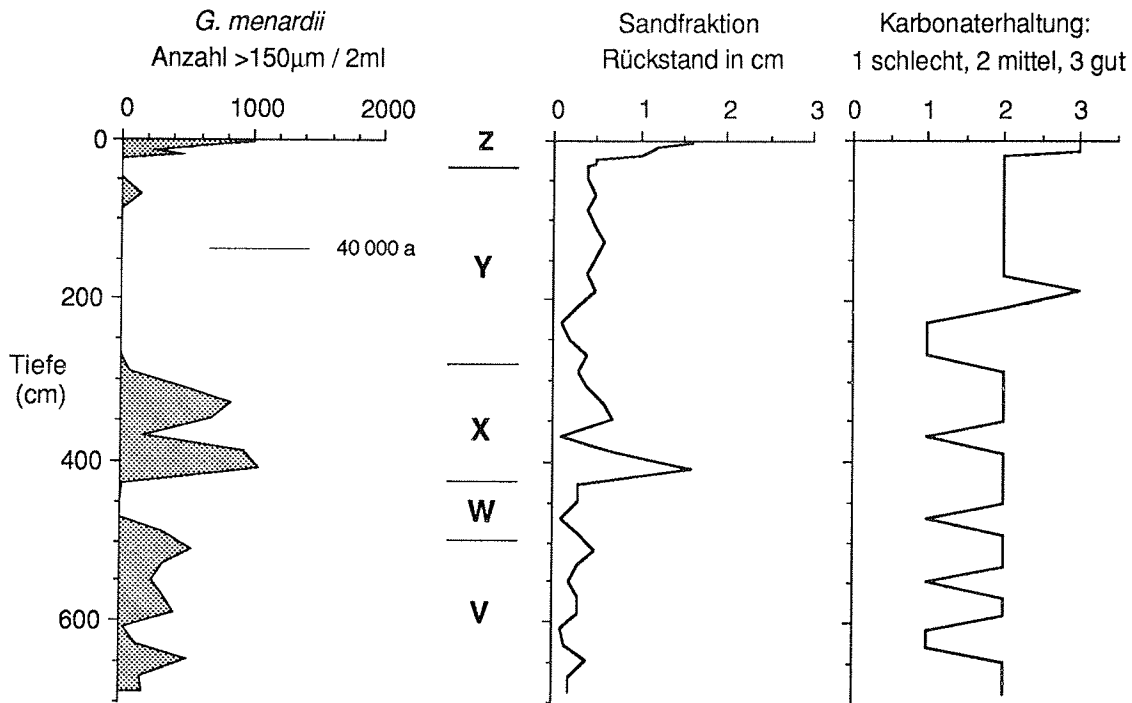 G. menardii
Anzahl >150µm / 2ml
0 1000 2000
0
200
Tiefe
(cm)
400
600
40 000 a
Z
Y
X
W
V
Sandfraktion
Rückstand in cm
0 1 2 3
Karbonaterhaltung:
1 schlecht, 2 mittel, 3 gut
0 1 2 3